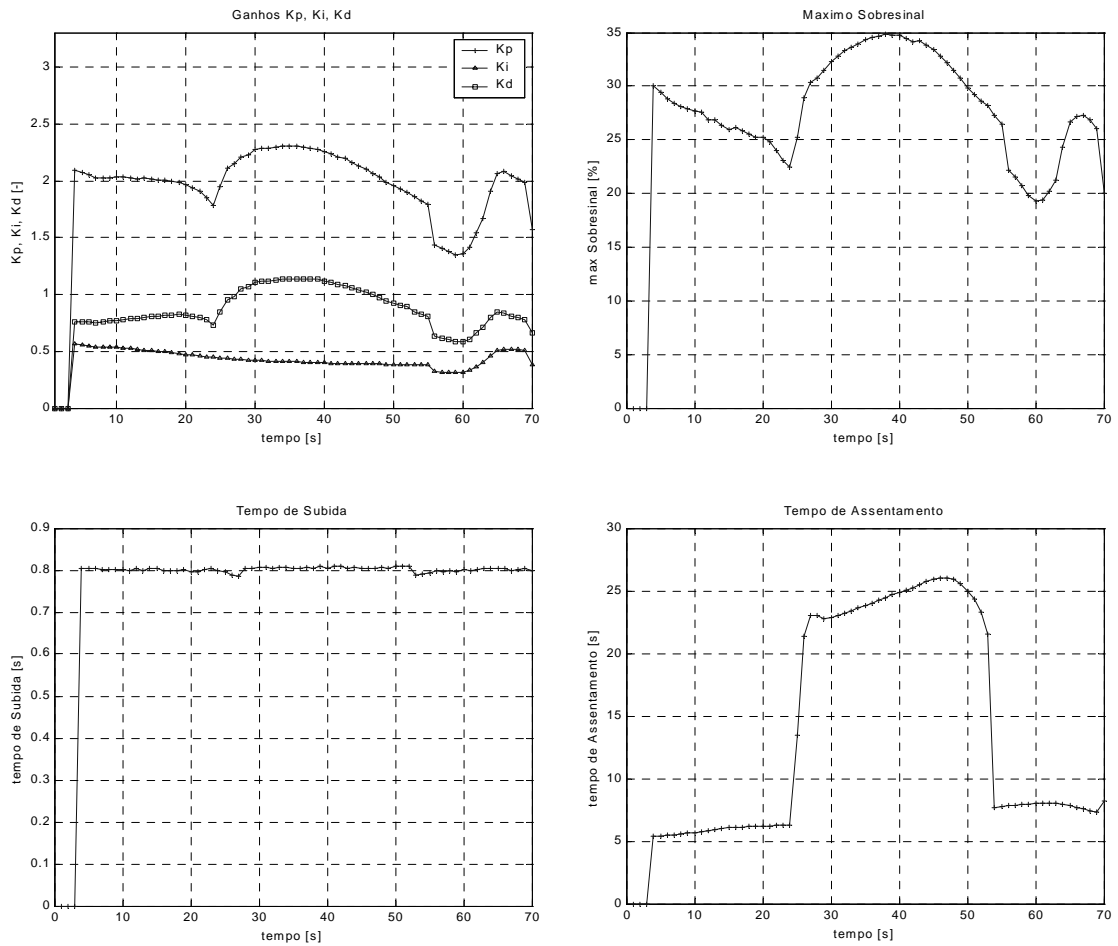 Ganhos Kp, Ki, Kd
Kp, Ki, Kd [-]
3
2.5
2
1.5
1
0.5
0
Kp
Ki
Kd
10 20 30 40 50 60 70
tempo [s]
Maximo Sobresinal
max Sobresinal [%]
35
30
25
20
15
10
5
0
0 10 20 30 40 50 60 70
tempo [s]
Tempo de Subida
tempo de Subida [s]
0.9
0.8
0.7
0.6
0.5
0.4
0.3
0.2
0.1
0
0 10 20 30 40 50 60 70
tempo [s]
Tempo de Assentamento
tempo de Assentamento [s]
30
25
20
15
10
5
0
0 10 20 30 40 50 60 70
tempo [s]